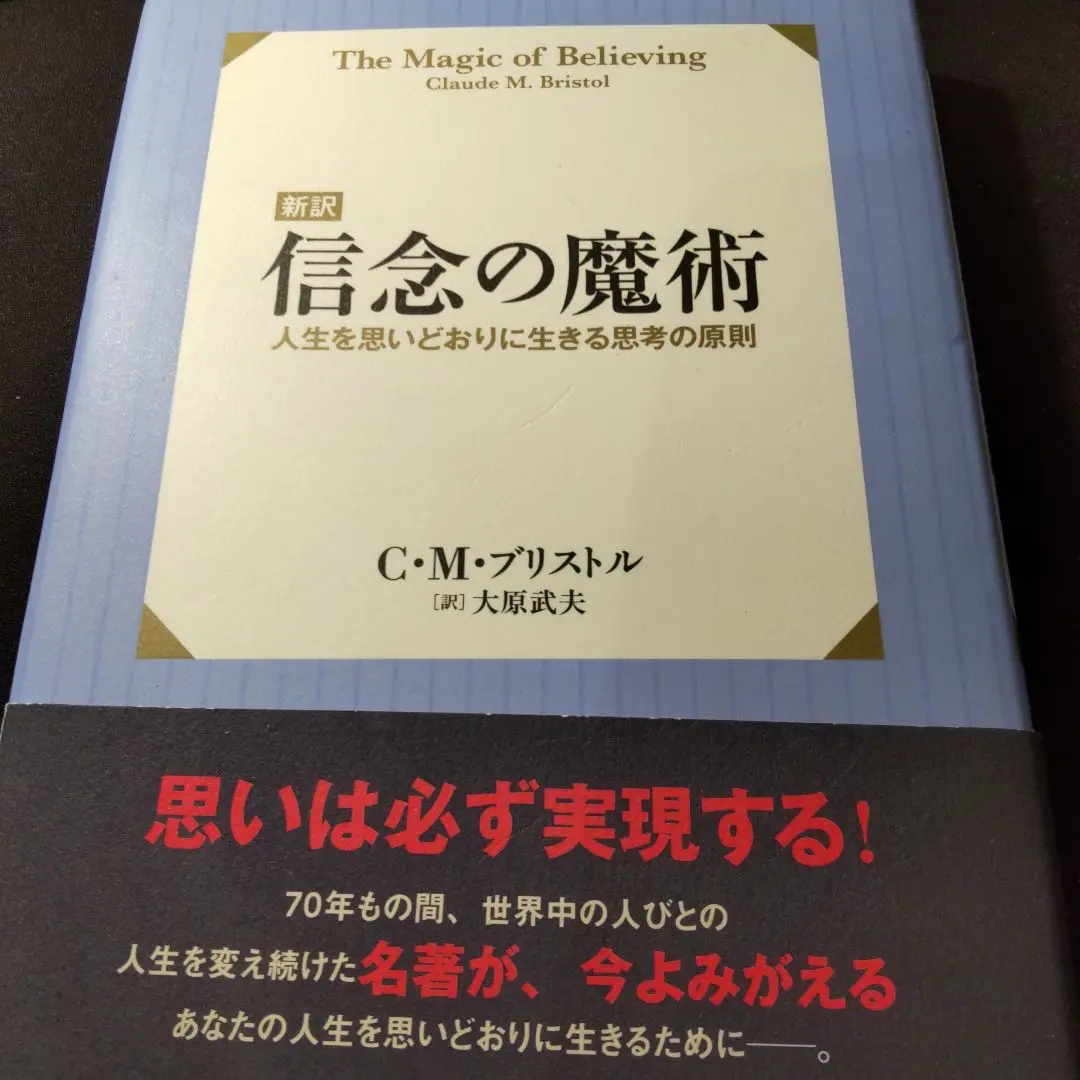 The Magic of Believing
Claude M. Bristol
新訳
信念の魔術
人生を思いどおりに生きる思考の原則
C・M・ブリストル
[訳]大原武夫
思いは必ず実現する!
70年もの間、世界中の人びとの
人生を変え続けた名著が、今よみがえる
あなたの人生を思いどおりに生きるために――。